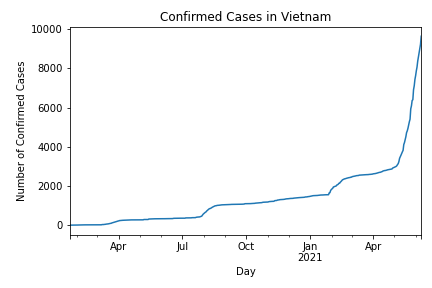 Confirmed Cases in Vietnam
10000
8000
6000
4000
2000
0
Number of Confirmed Cases
Apr
Jul
Oct
Jan
2021
Apr
Day